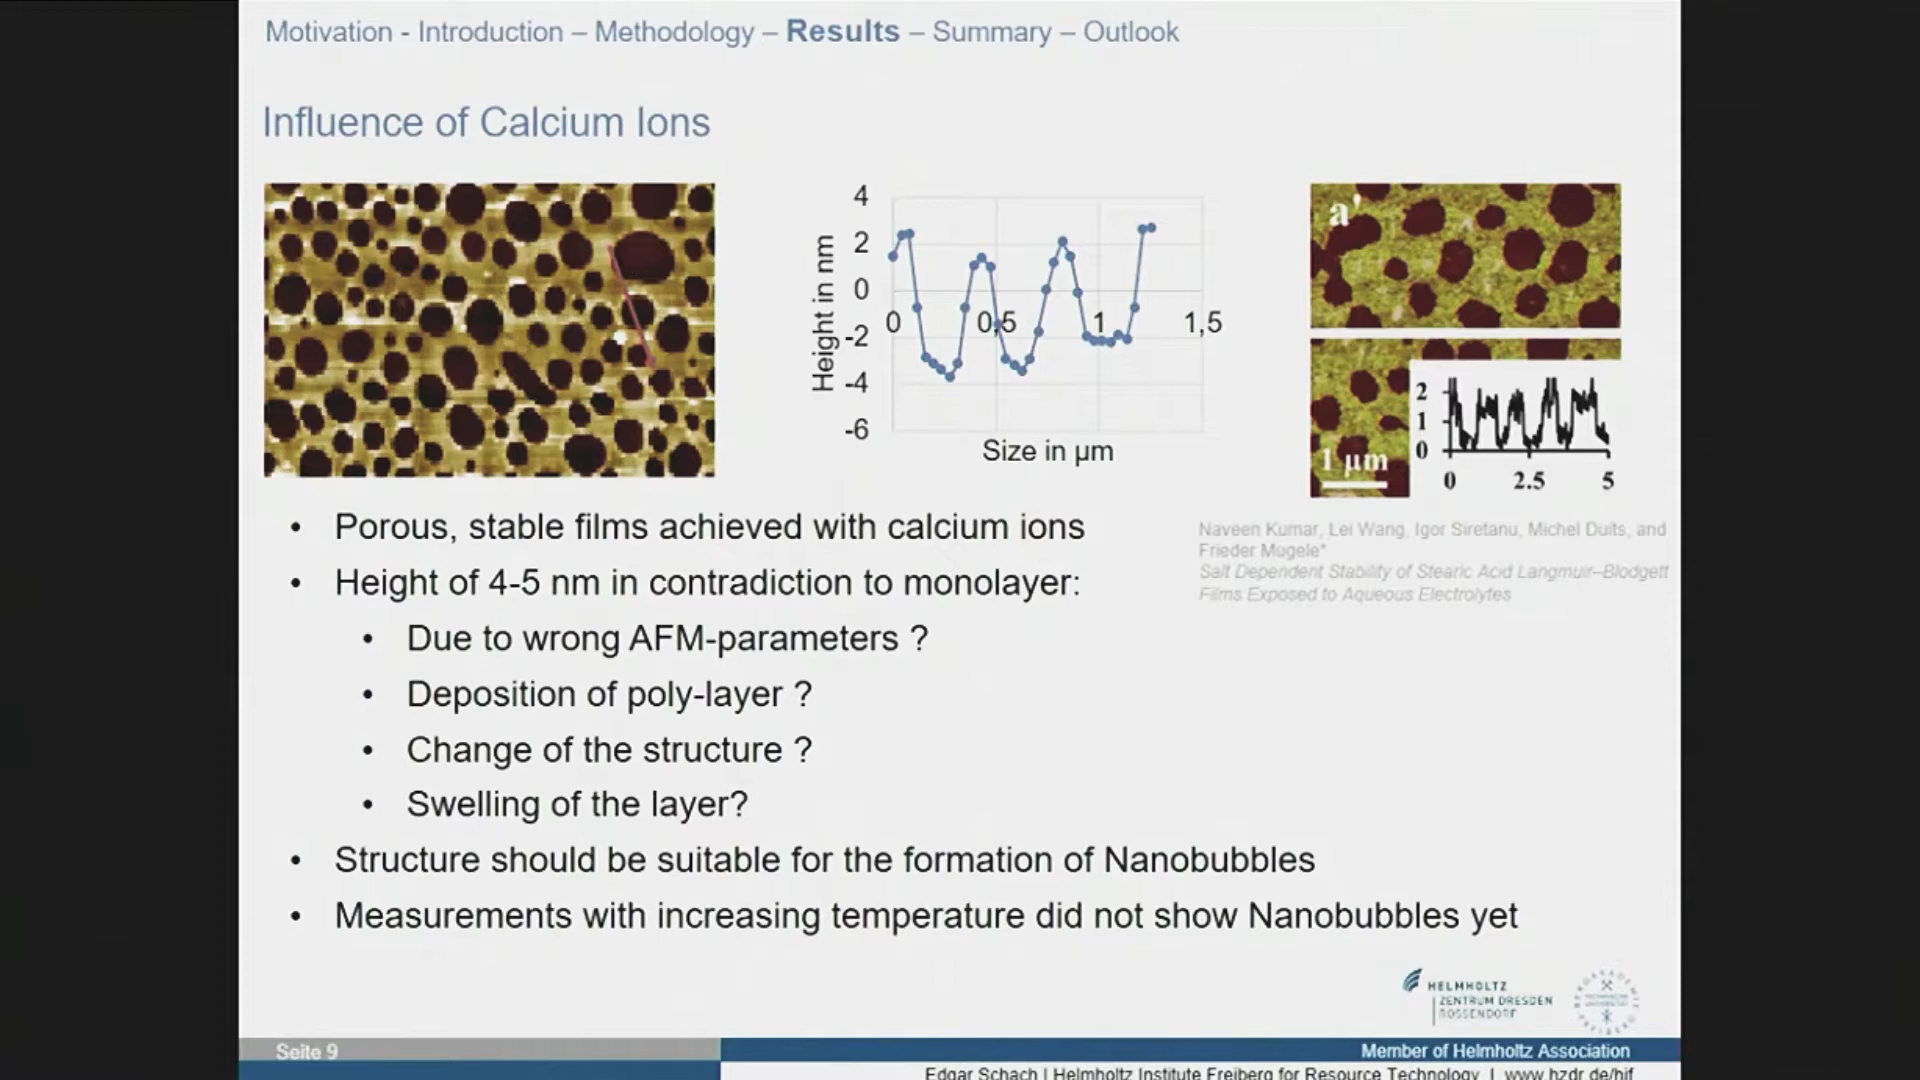 Motivation - Introduction – Methodology – Results – Summary – Outlook
Influence of Calcium Ions
4
2
0
-2
-4
-6
Height in nm
0
0,5
1
1,5
Size in µm
a'
1 µm
2
1
0
0
2.5
5
Naveen Kumar, Lei Wang, Igor Siretanu, Michel Duits, and
Frieder Mugele*
Salt Dependent Stability of Stearic Acid Langmuir–Blodgett
Films Exposed to Aqueous Electrolytes
• Porous, stable films achieved with calcium ions
• Height of 4-5 nm in contradiction to monolayer:
• Due to wrong AFM-parameters ?
• Deposition of poly-layer ?
• Change of the structure ?
• Swelling of the layer?
• Structure should be suitable for the formation of Nanobubbles
• Measurements with increasing temperature did not show Nanobubbles yet
HELMHOLTZ
ZENTRUM DRESDEN
ROSSENDORF
Seite 9
Member of Helmholtz Association
Edgar Schach | Helmholtz Institute Freiberg for Resource Technology | www.hzdr.de/hif